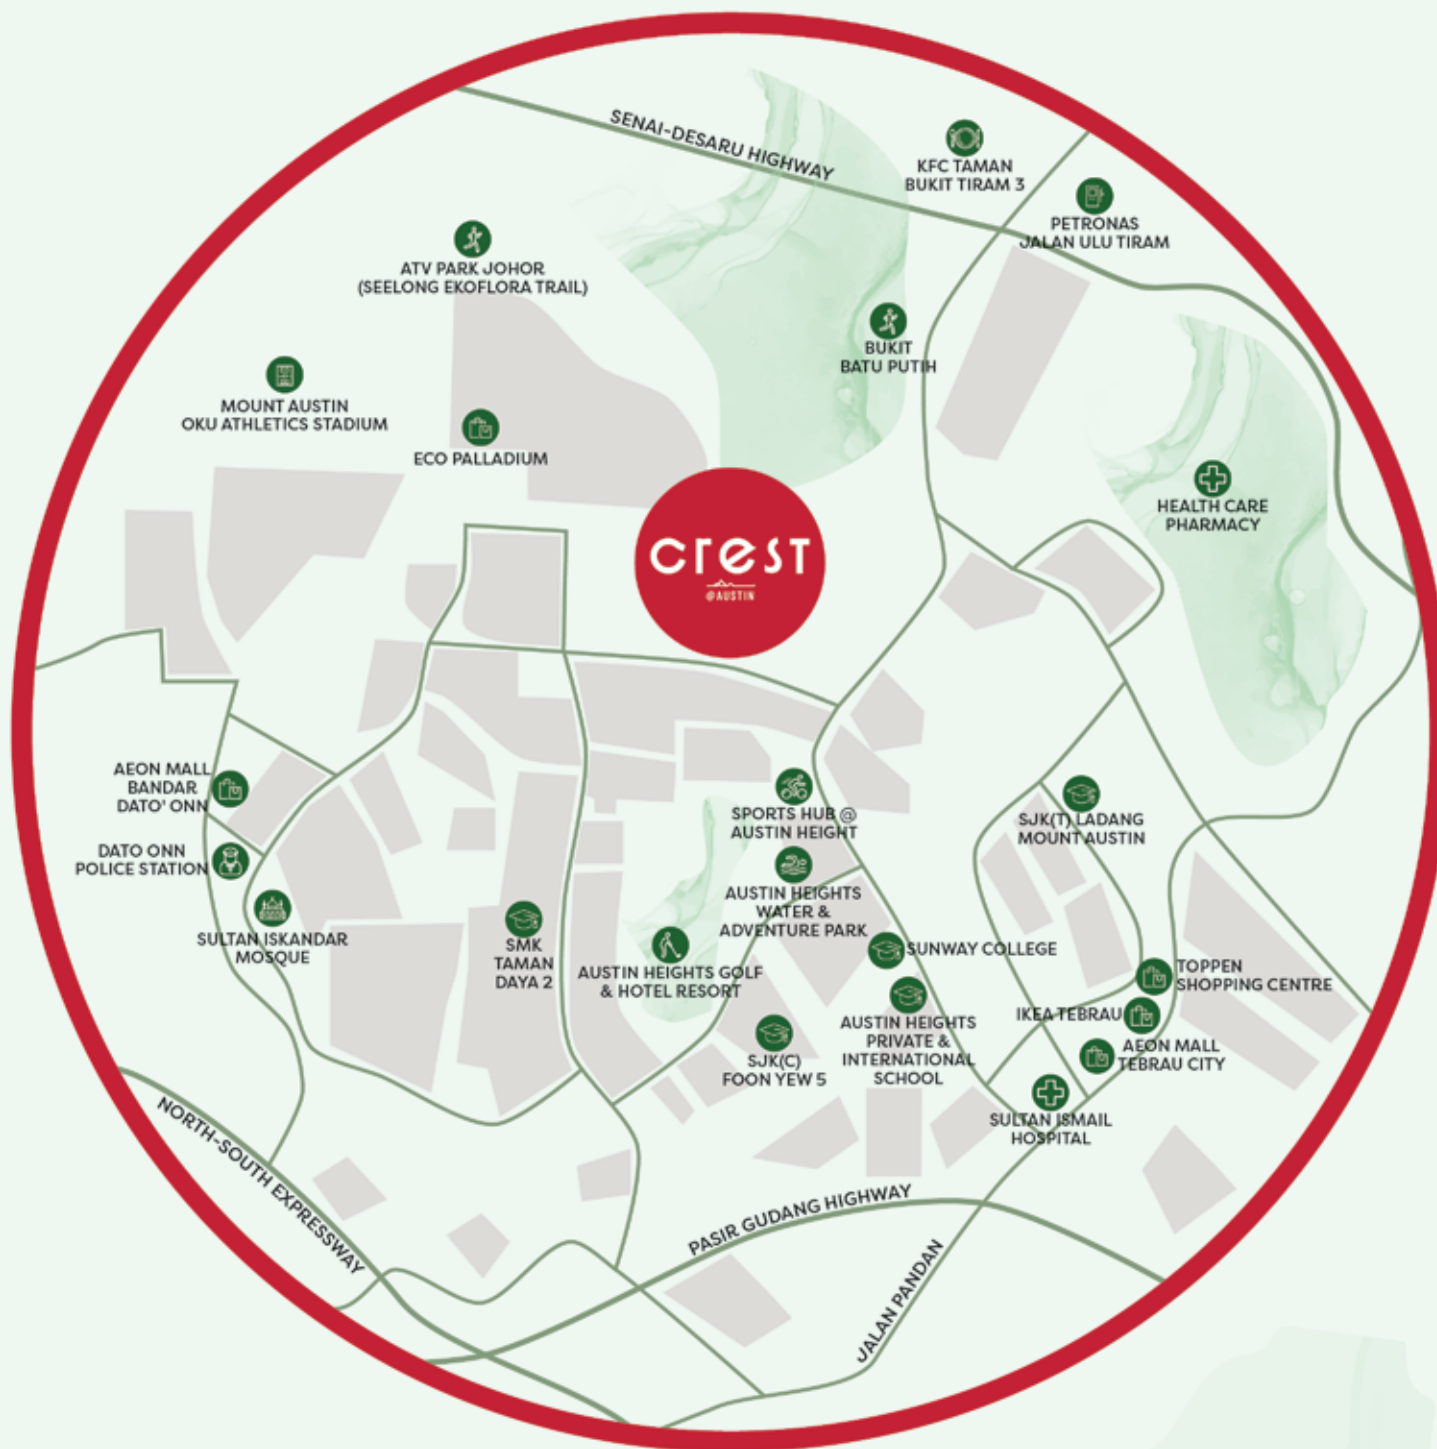 SENAI-DESARU HIGHWAY
KFC TAMAN
BUKIT TIRAM 3
PETRONAS
JALAN ULU TIRAM
ATV PARK JOHOR
(SEELONG EKOFLORA TRAIL)
BUKIT
BATU PUTIH
MOUNT AUSTIN
OKU ATHLETICS STADIUM
ECO PALLADIUM
HEALTH CARE
PHARMACY
crest
@AUSTIN
AEON MALL
BANDAR
DATO' ONN
DATO ONN
POLICE STATION
SULTAN ISKANDAR
MOSQUE
SMK
TAMAN
DAYA 2
AUSTIN HEIGHTS GOLF
& HOTEL RESORT
SPORTS HUB @
AUSTIN HEIGHT
AUSTIN HEIGHTS
WATER &
ADVENTURE PARK
SJK(T) LADANG
MOUNT AUSTIN
SUNWAY COLLEGE
AUSTIN HEIGHTS
PRIVATE &
INTERNATIONAL
SCHOOL
SJK(C)
FOON YEW 5
TOPPEN
SHOPPING CENTRE
IKEA TEBRAU
AEON MALL
TEBRAU CITY
SULTAN ISMAIL
HOSPITAL
NORTH-SOUTH EXPRESSWAY
PASIR GUDANG HIGHWAY
JALAN PANDAN